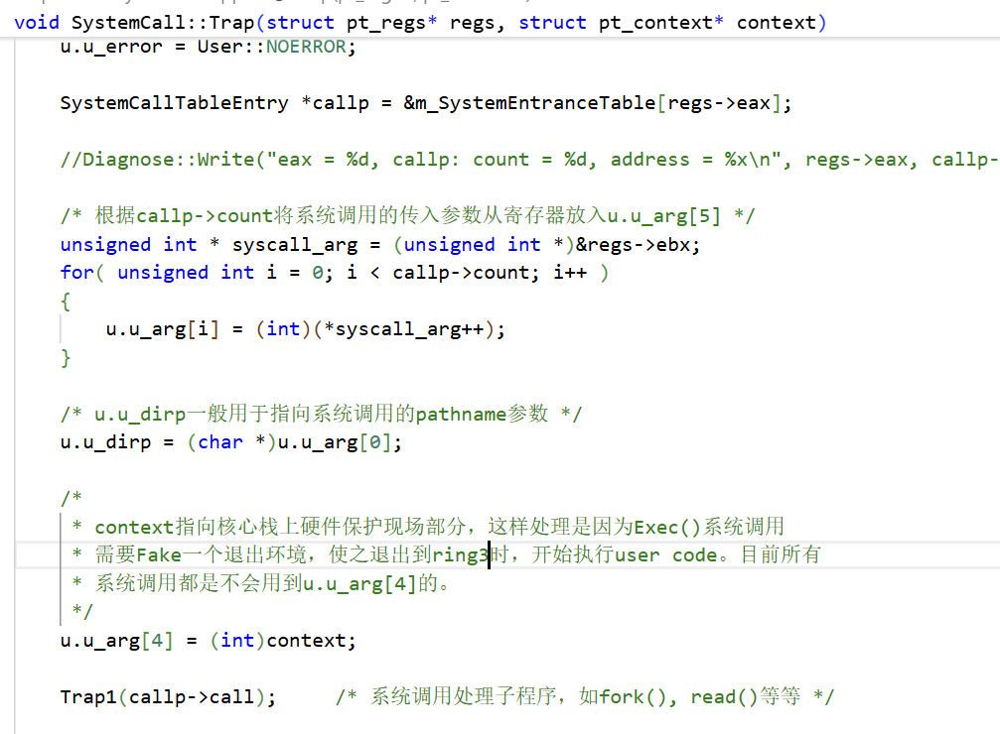 void SystemCall::Trap(struct pt_regs* regs, struct pt_context* context)
u.u_error = User::NOERROR;
SystemCallTableEntry *callp = &m_SystemEntranceTable[regs->eax];
//Diagnose::Write("eax = %d, callp: count = %d, address = %x\n", regs->eax, callp-
/* 根据callp->count将系统调用的传入参数从寄存器放入u.u_arg[5] */
unsigned int * syscall_arg = (unsigned int *)&regs->ebx;
for( unsigned int i = 0; i < callp->count; i++ )
{
u.u_arg[i] = (int)(*syscall_arg++);
}
/* u.u_dirp一般用于指向系统调用的pathname参数 */
u.u_dirp = (char *)u.u_arg[0];
/*
* context指向核心栈上硬件保护现场部分，这样处理是因为Exec()系统调用
* 需要Fake一个退出环境，使之退出到ring3时，开始执行user code。目前所有
* 系统调用都是不会用到u.u_arg[4]的。
*/
u.u_arg[4] = (int)context;
Trap1(callp->call); /* 系统调用处理子程序，如fork(), read()等等 */